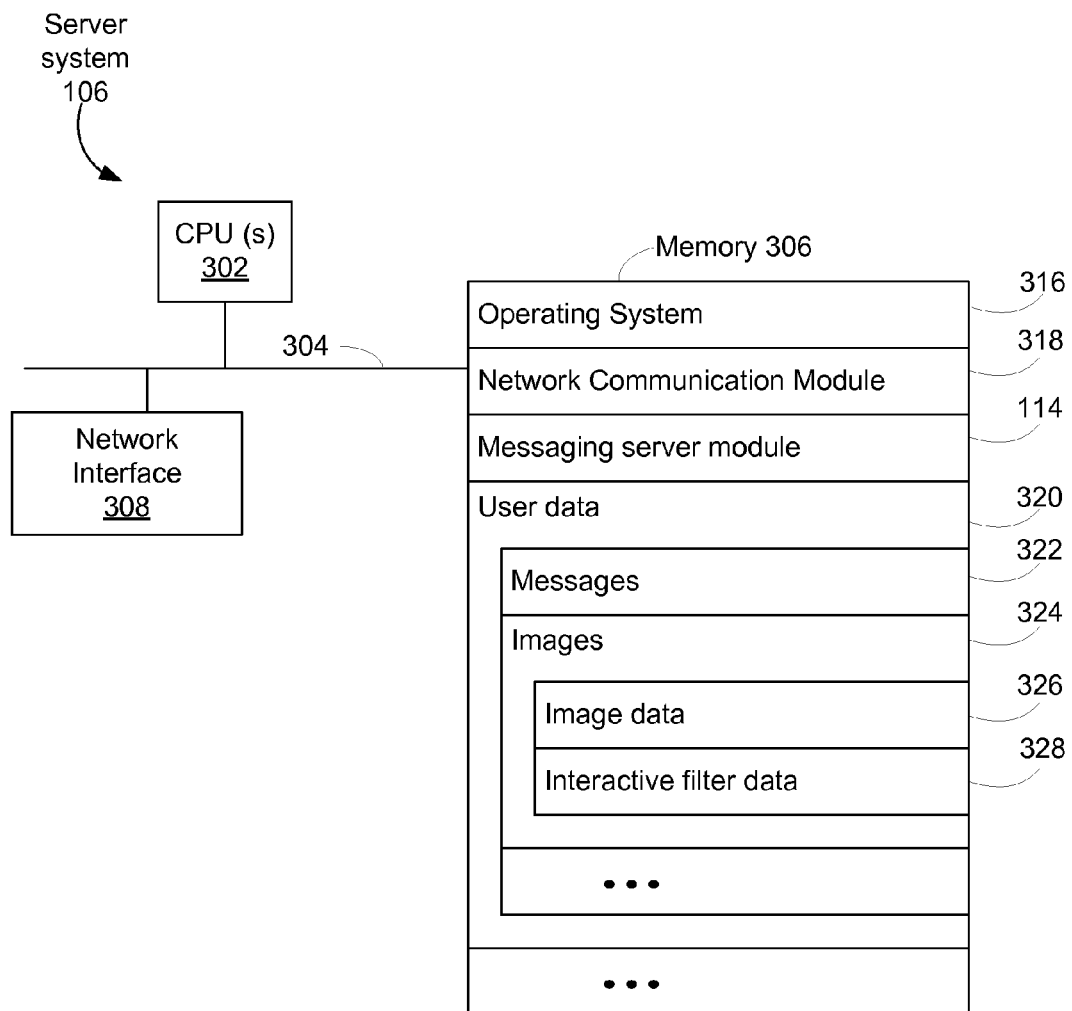 Server
system
106
CPU (s)
302
Memory 306
316
Operating System
304
318
Network Communication Module
114
Messaging server module
Network
Interface
308
320
User data
322
Messages
324
Images
326
Image data
328
Interactive filter data
• • •
• • •